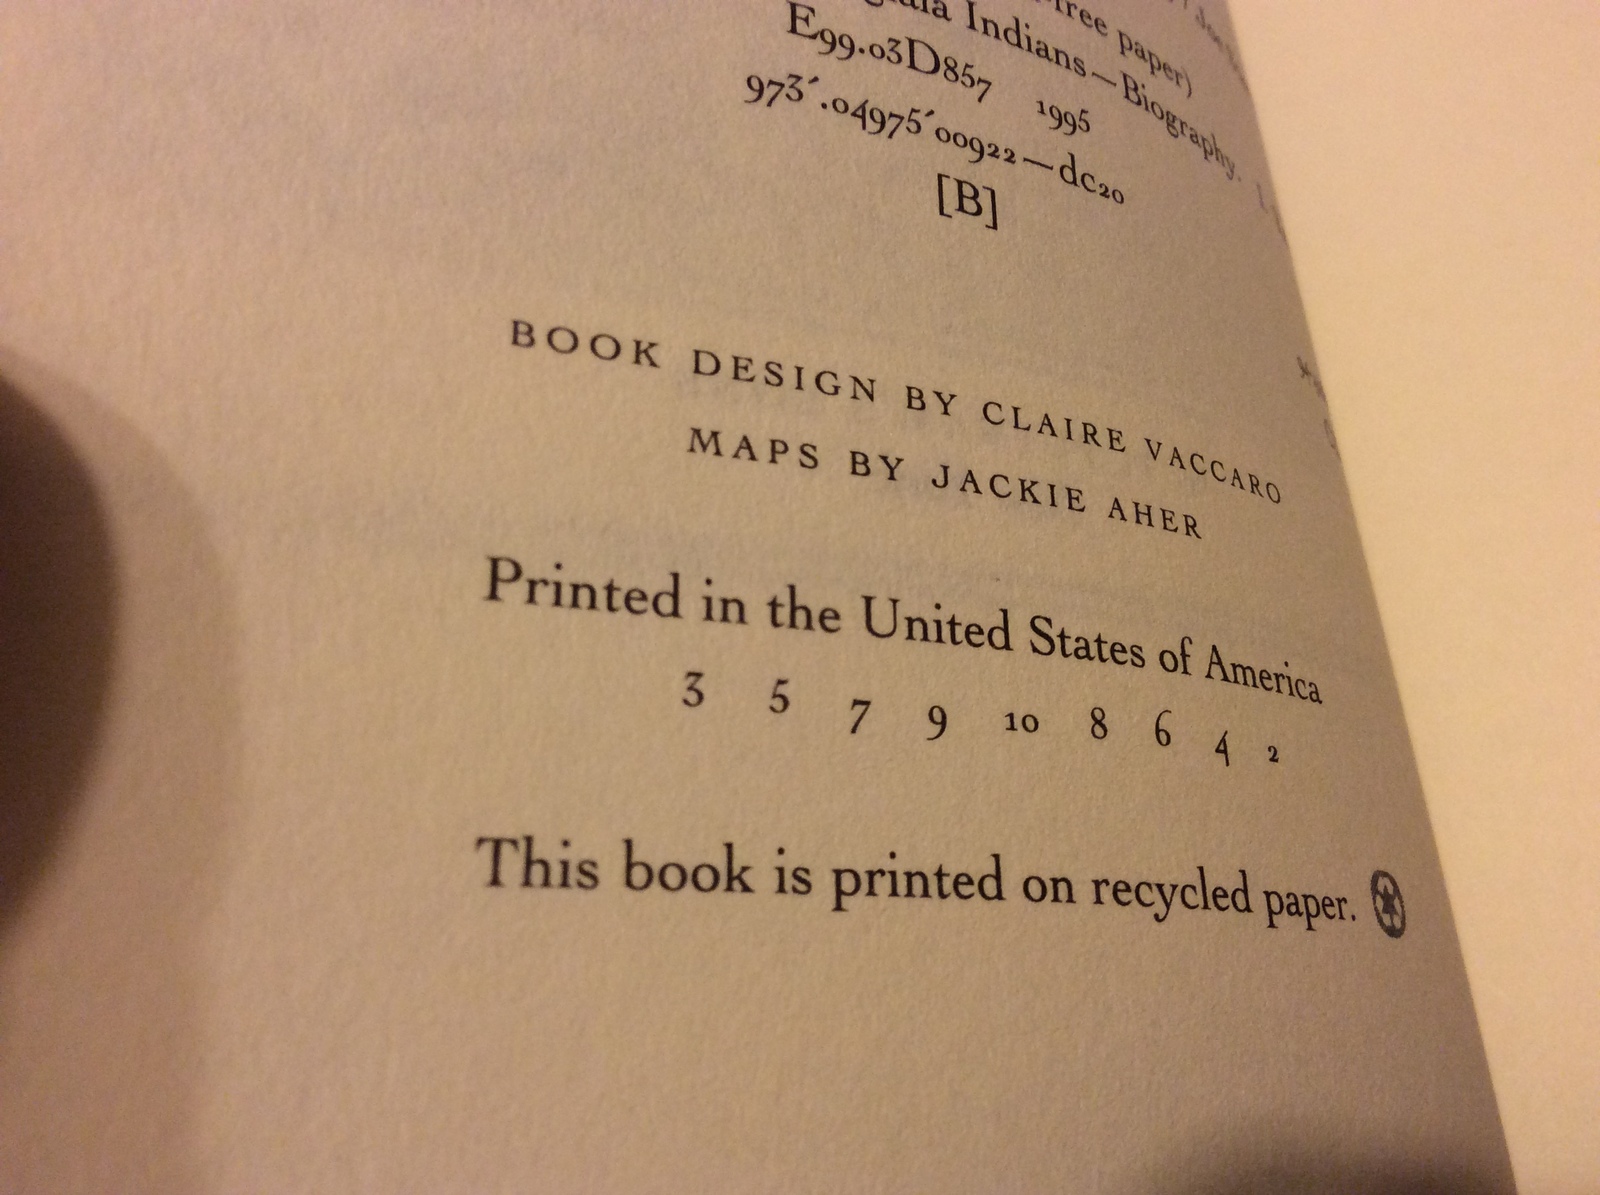 free paper)
Indians—Biography.
E99.03D857 1995
973′.04975′00922—dc20
[B]
BOOK DESIGN BY CLAIRE VACCARO
MAPS BY JACKIE AHER
Printed in the United States of America
3 5 7 9 10 8 6 4 2
This book is printed on recycled paper.